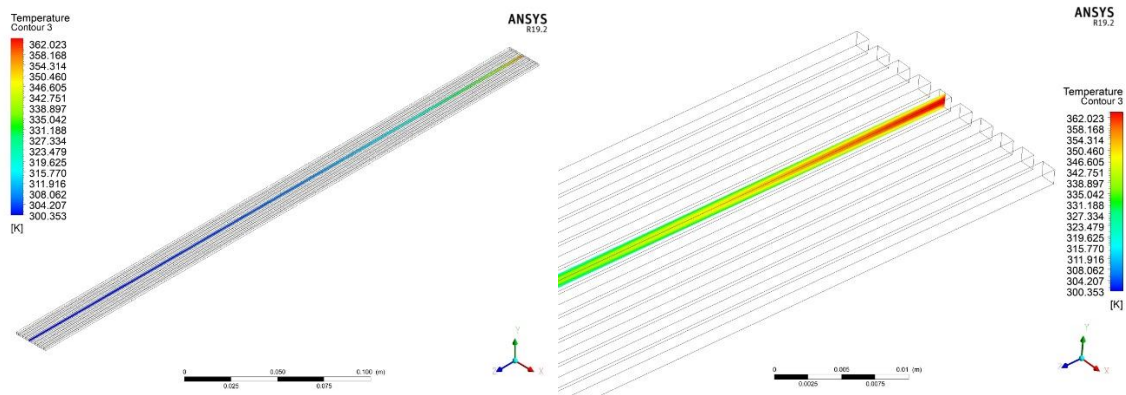 Temperature
Contour 3
362.023
358.168
354.314
350.460
346.605
342.751
338.897
335.042
331.188
327.334
323.479
319.625
315.770
311.916
308.062
304.207
300.353
[K]
ANSYS
R19.2
0 0.050 0.100 (m)
0.025 0.075
Y
Z
X
ANSYS
R19.2
Temperature
Contour 3
362.023
358.168
354.314
350.460
346.605
342.751
338.897
335.042
331.188
327.334
323.479
319.625
315.770
311.916
308.062
304.207
300.353
[K]
0 0.005 0.01 (m)
0.0025 0.0075
Y
Z
X